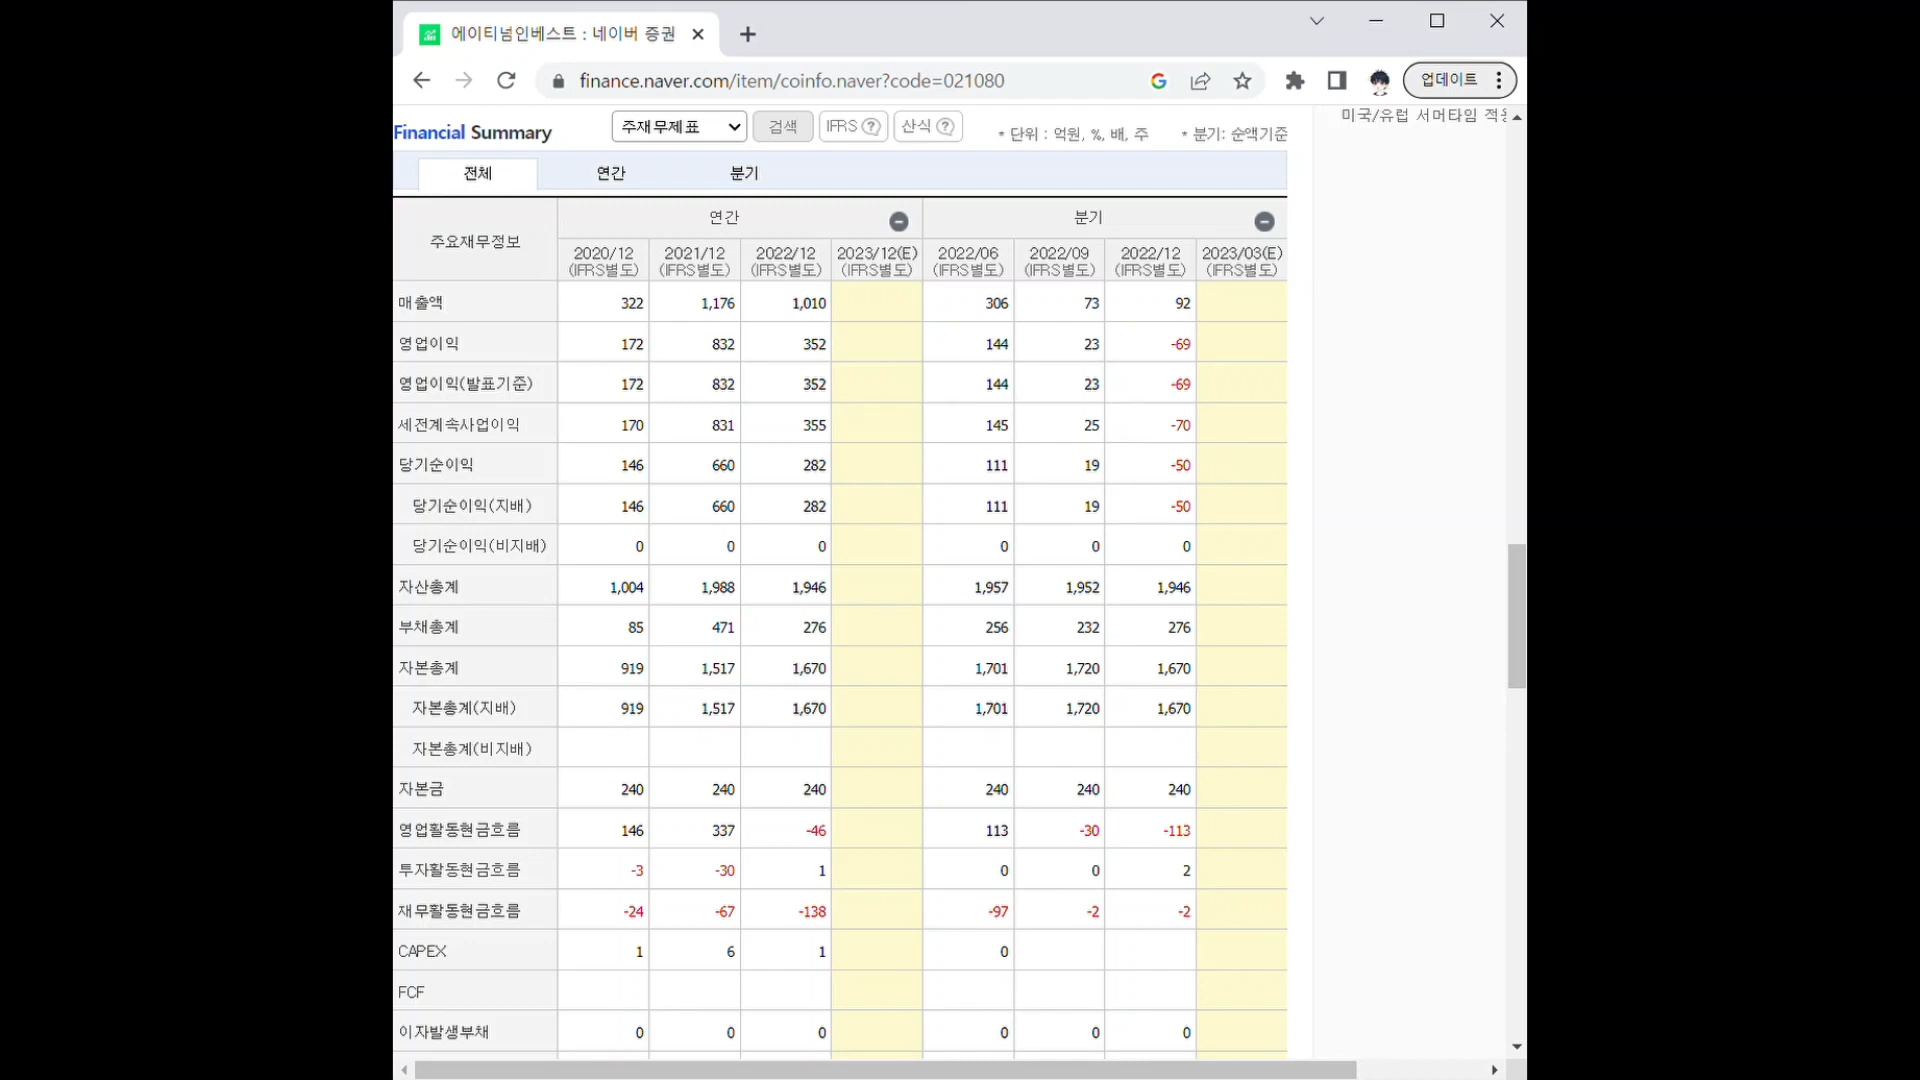 에이티넘인베스트 : 네이버 증권
finance.naver.com/item/coinfo.naver?code=021080
업데이트
미국/유럽 서머타임 적용
Financial Summary
주재무제표 검색 IFRS ? 산식 ? * 단위 : 억원, %, 배, 주 * 분기: 순액기준
전체 연간 분기
주요재무정보 연간 분기
2020/12 (IFRS별도) 2021/12 (IFRS별도) 2022/12 (IFRS별도) 2023/12(E) (IFRS별도) 2022/06 (IFRS별도) 2022/09 (IFRS별도) 2022/12 (IFRS별도) 2023/03(E) (IFRS별도)
매출액 322 1,176 1,010 306 73 92
영업이익 172 832 352 144 23 -69
영업이익(발표기준) 172 832 352 144 23 -69
세전계속사업이익 170 831 355 145 25 -70
당기순이익 146 660 282 111 19 -50
당기순이익(지배) 146 660 282 111 19 -50
당기순이익(비지배) 0 0 0 0 0 0
자산총계 1,004 1,988 1,946 1,957 1,952 1,946
부채총계 85 471 276 256 232 276
자본총계 919 1,517 1,670 1,701 1,720 1,670
자본총계(지배) 919 1,517 1,670 1,701 1,720 1,670
자본총계(비지배)
자본금 240 240 240 240 240 240
영업활동현금흐름 146 337 -46 113 -30 -113
투자활동현금흐름 -3 -30 1 0 0 2
재무활동현금흐름 -24 -67 -138 -97 -2 -2
CAPEX 1 6 1 0
FCF
이자발생부채 0 0 0 0 0 0